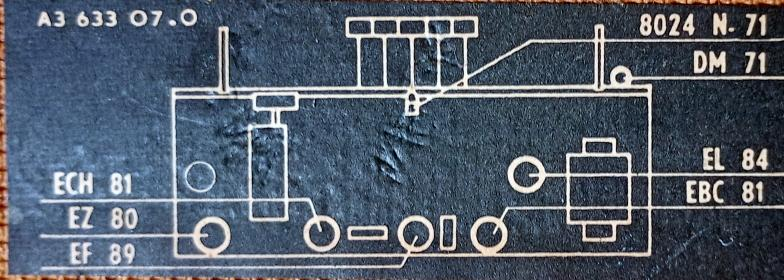 A3 633 07.0
8024 N- 71
DM 71
ECH 81
EL 84
EZ 80
EBC 81
EF 89